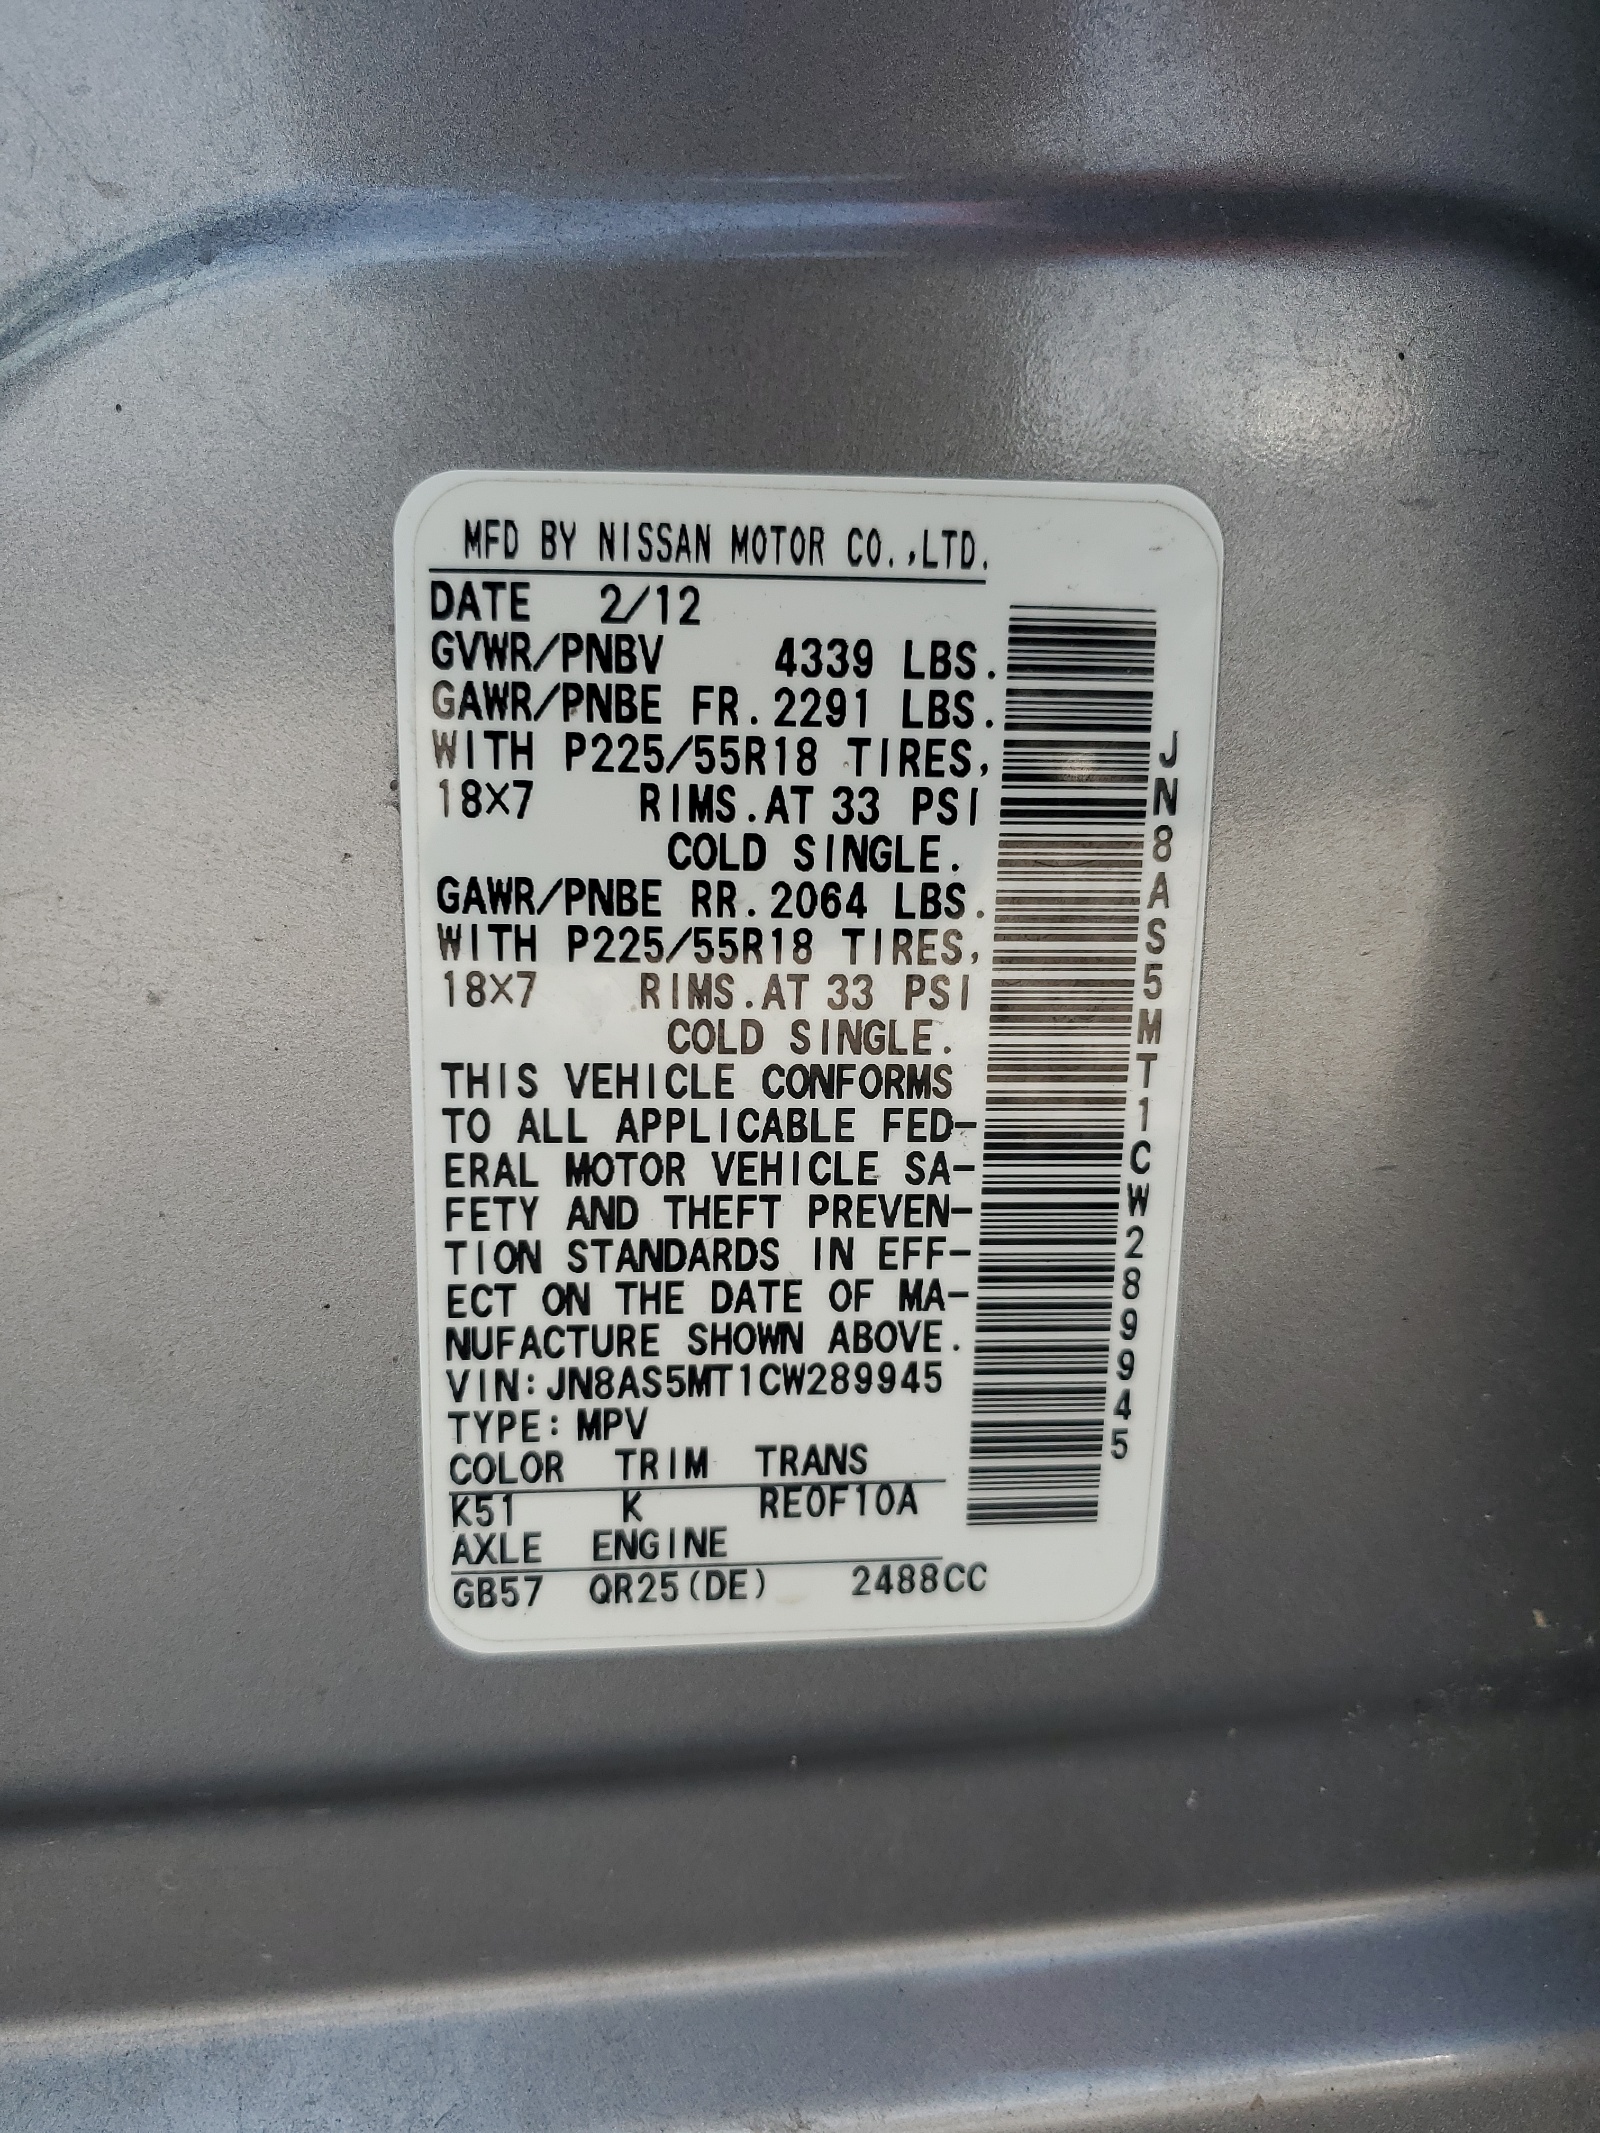 MFD BY NISSAN MOTOR CO.,LTD.
DATE 2/12
GVWR/PNBV 4339 LBS.
GAWR/PNBE FR.2291 LBS.
WITH P225/55R18 TIRES,
18X7 RIMS.AT 33 PSI
COLD SINGLE.
GAWR/PNBE RR.2064 LBS.
WITH P225/55R18 TIRES,
18X7 RIMS.AT 33 PSI
COLD SINGLE.
THIS VEHICLE CONFORMS
TO ALL APPLICABLE FED-
ERAL MOTOR VEHICLE SA-
FETY AND THEFT PREVEN-
TION STANDARDS IN EFF-
ECT ON THE DATE OF MA-
NUFACTURE SHOWN ABOVE.
VIN:JN8AS5MT1CW289945
TYPE:MPV
COLOR TRIM TRANS
K51 K RE0F10A
AXLE ENGINE
GB57 QR25(DE) 2488CC
JN8AS5MT1CW289945